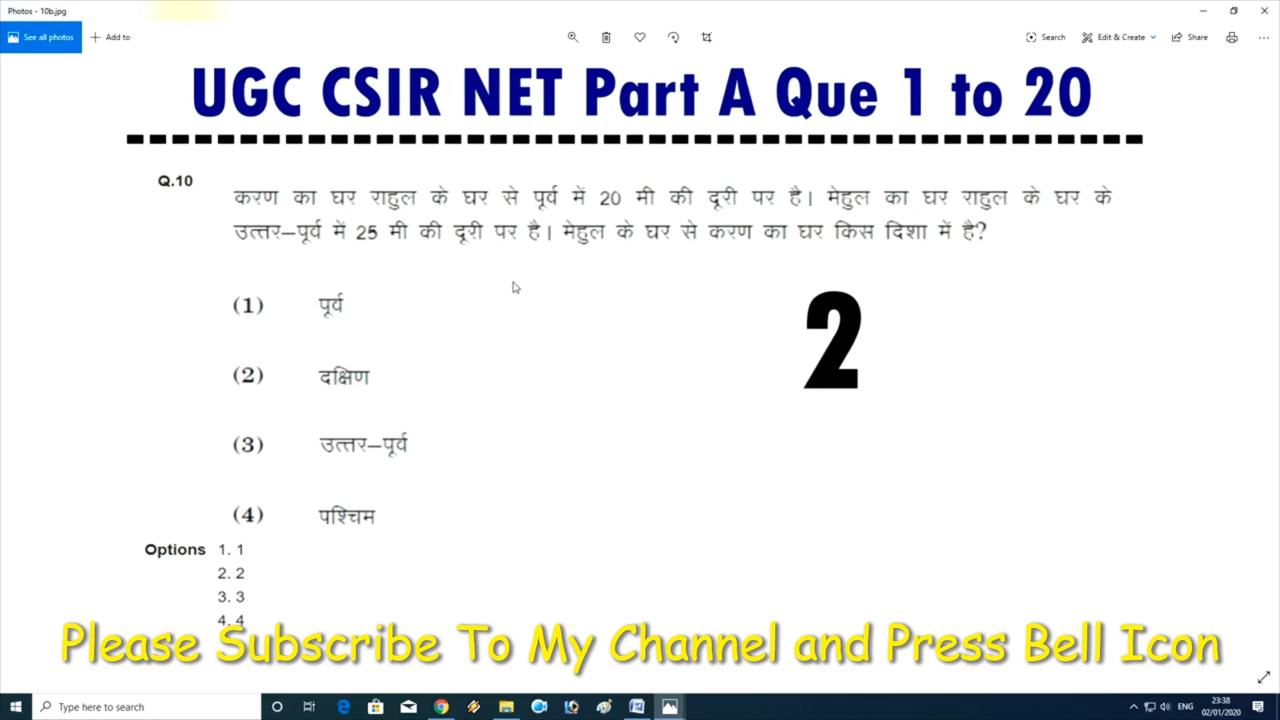 Photos - 10b.jpg
See all photos
Add to
Search
Edit & Create
Share
UGC CSIR NET Part A Que 1 to 20
Q.10
करण का घर राहुल के घर से पूर्व में 20 मी की दूरी पर है। मेहुल का घर राहुल के घर के
उत्तर–पूर्व में 25 मी की दूरी पर है। मेहुल के घर से करण का घर किस दिशा में है?
(1) पूर्व
2
(2) दक्षिण
(3) उत्तर–पूर्व
(4) पश्चिम
Options 1. 1
2. 2
3. 3
4. 4
Please Subscribe To My Channel and Press Bell Icon
Type here to search
ENG
23:38
02/01/2020